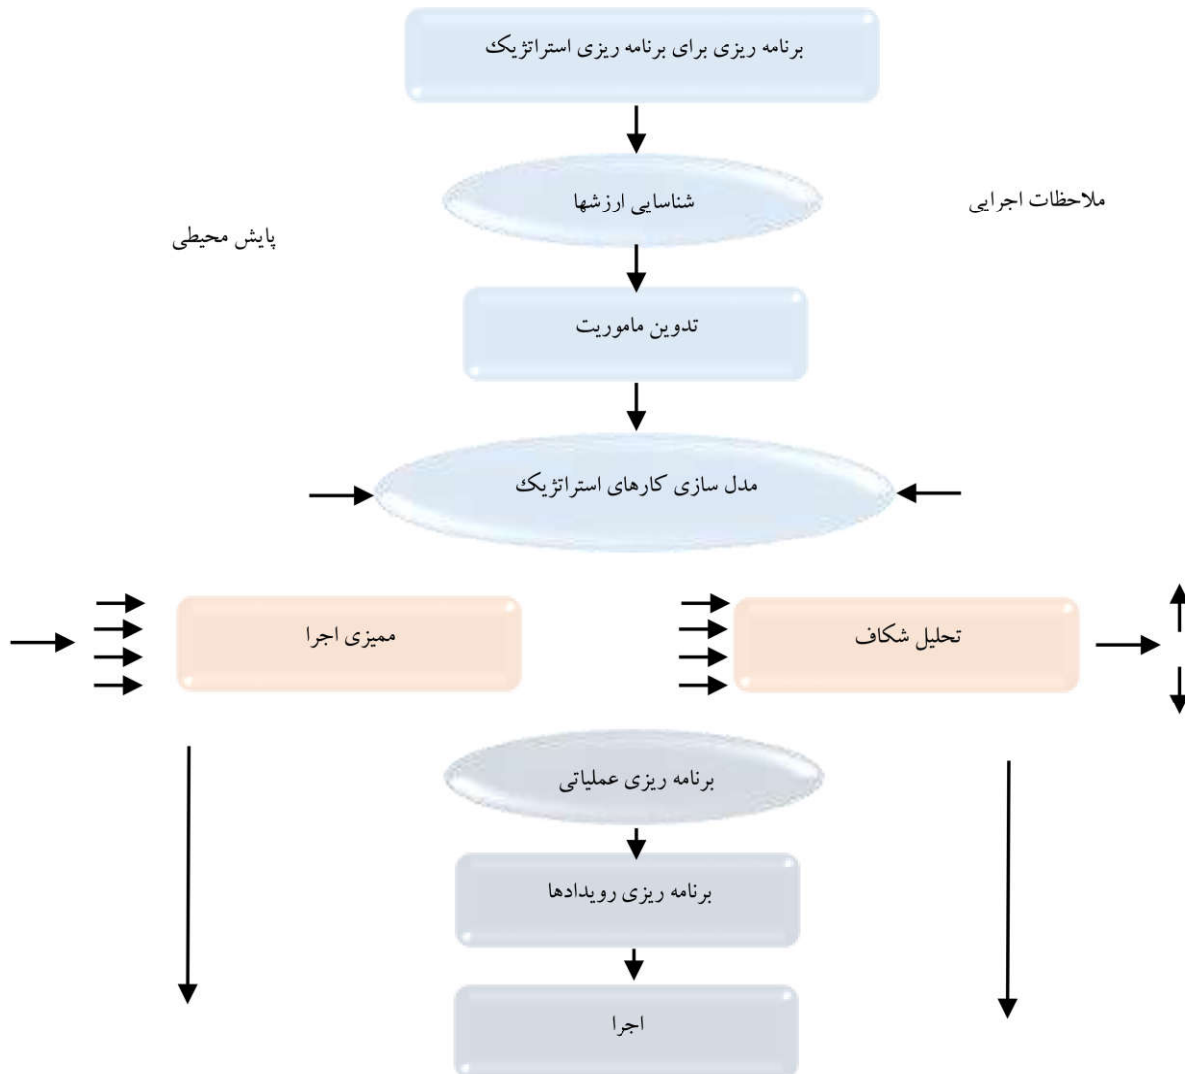 برنامه ریزی برای برنامه ریزی استراتژیک
شناسایی ارزشها
ملاحظات اجرایی
پایش محیطی
تدوین ماموریت
مدل سازی کارهای استراتژیک
تحلیل شکاف
ممیزی اجرا
برنامه ریزی عملیاتی
برنامه ریزی رویدادها
اجرا